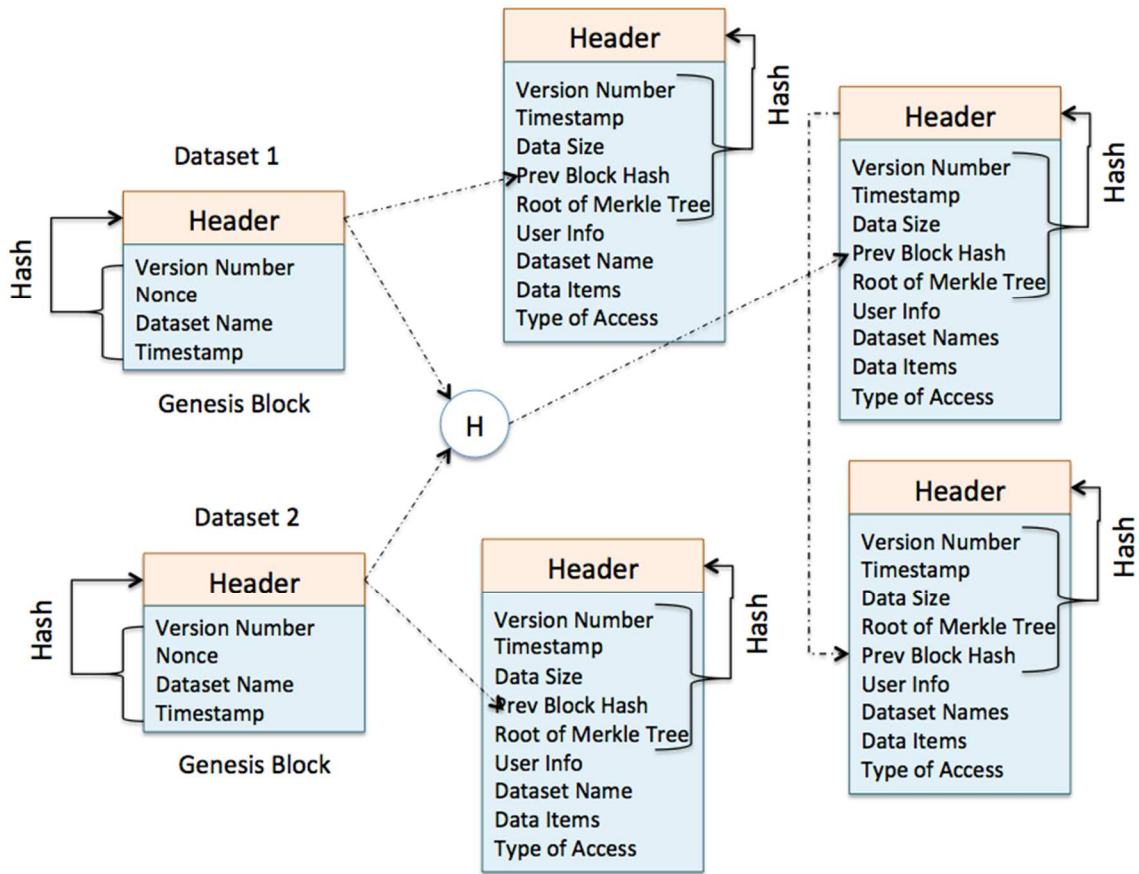 Dataset 1
Hash
Header
Version Number
Nonce
Dataset Name
Timestamp
Genesis Block
Header
Hash
Version Number
Timestamp
Data Size
Prev Block Hash
Root of Merkle Tree
User Info
Dataset Name
Data Items
Type of Access
Header
Hash
Version Number
Timestamp
Data Size
Prev Block Hash
Root of Merkle Tree
User Info
Dataset Names
Data Items
Type of Access
H
Dataset 2
Hash
Header
Version Number
Nonce
Dataset Name
Timestamp
Genesis Block
Header
Hash
Version Number
Timestamp
Data Size
Prev Block Hash
Root of Merkle Tree
User Info
Dataset Name
Data Items
Type of Access
Header
Hash
Version Number
Timestamp
Data Size
Root of Merkle Tree
Prev Block Hash
User Info
Dataset Names
Data Items
Type of Access